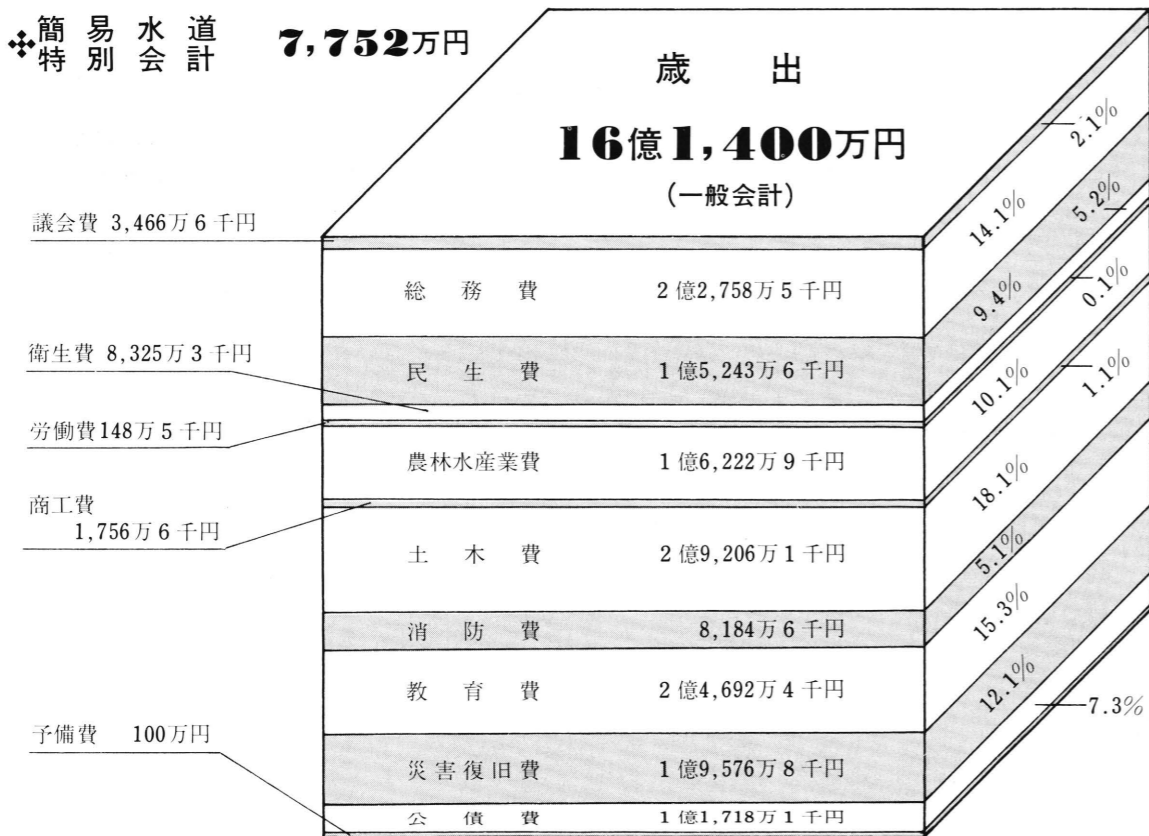 ✣簡易水道
特別会計 7,752万円
歳出
16億1,400万円
(一般会計)
議会費 3,466万6千円
2.1%
総務費 2億2,758万5千円
14.1%
民生費 1億5,243万6千円
9.4%
衛生費 8,325万3千円
5.2%
労働費148万5千円
0.1%
農林水産業費 1億6,222万9千円
10.1%
商工費
1,756万6千円
1.1%
土木費 2億9,206万1千円
18.1%
消防費 8,184万6千円
5.1%
教育費 2億4,692万4千円
15.3%
災害復旧費 1億9,576万8千円
12.1%
公債費 1億1,718万1千円
7.3%
予備費 100万円